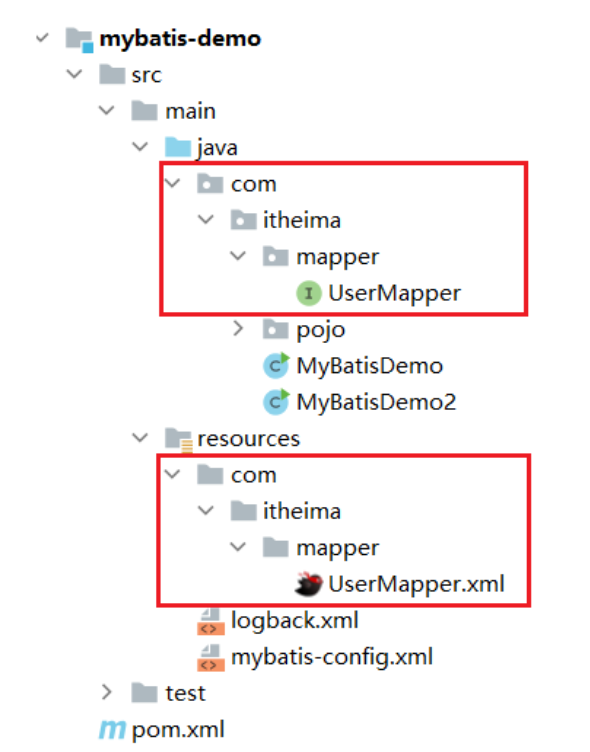 mybatis-demo
src
main
java
com
itheima
mapper
I UserMapper
pojo
C MyBatisDemo
C MyBatisDemo2
resources
com
itheima
mapper
UserMapper.xml
logback.xml
mybatis-config.xml
test
m pom.xml